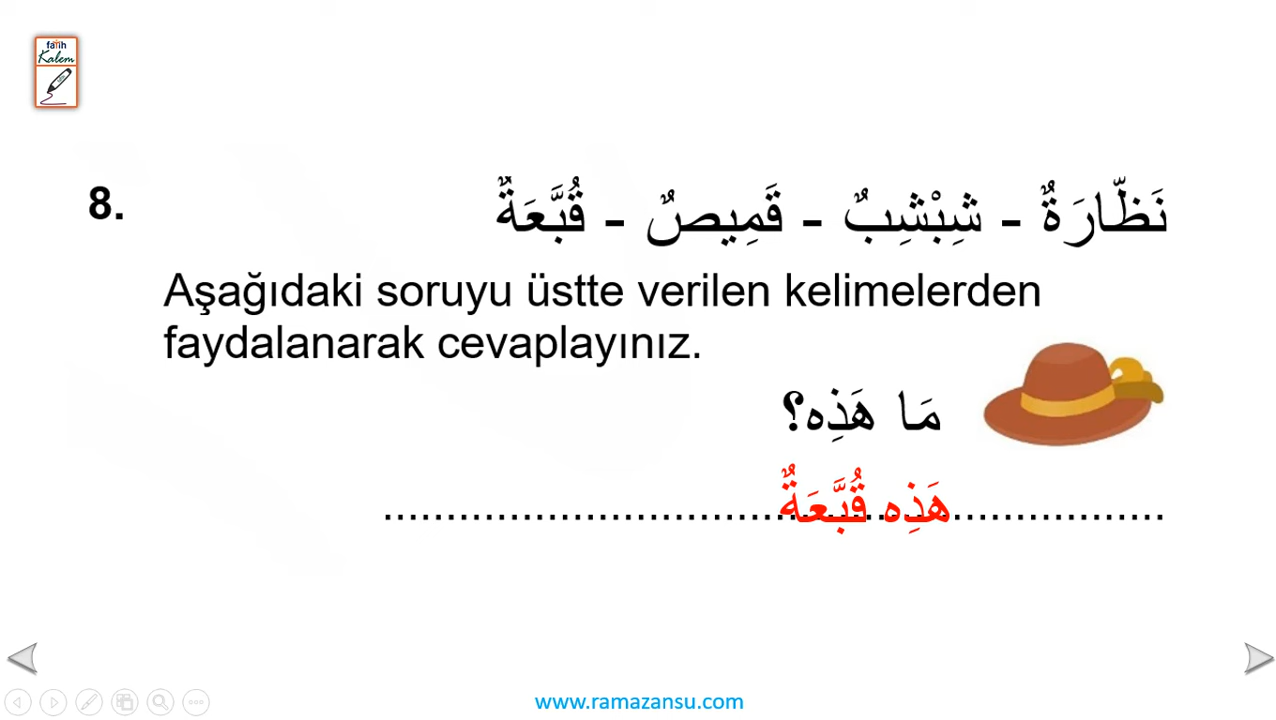 fatih
Kalem
8.
نَظّارَةٌ - شِبْشِبٌ - قَمِيصٌ - قُبَّعَةٌ
Aşağıdaki soruyu üstte verilen kelimelerden
faydalanarak cevaplayınız.
مَا هَذِه؟
هَذِه قُبَّعَةٌ
www.ramazansu.com